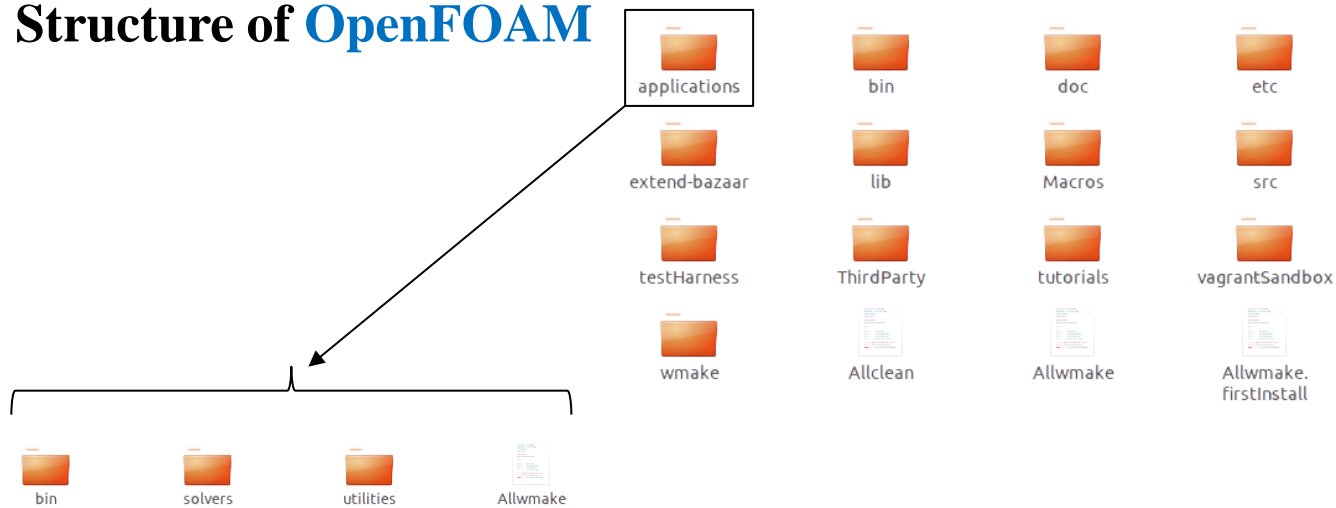 Structure of OpenFOAM
applications
bin
doc
etc
extend-bazaar
lib
Macros
src
testHarness
ThirdParty
tutorials
vagrantSandbox
wmake
Allclean
Allwmake
Allwmake.
firstInstall
bin
solvers
utilities
Allwmake